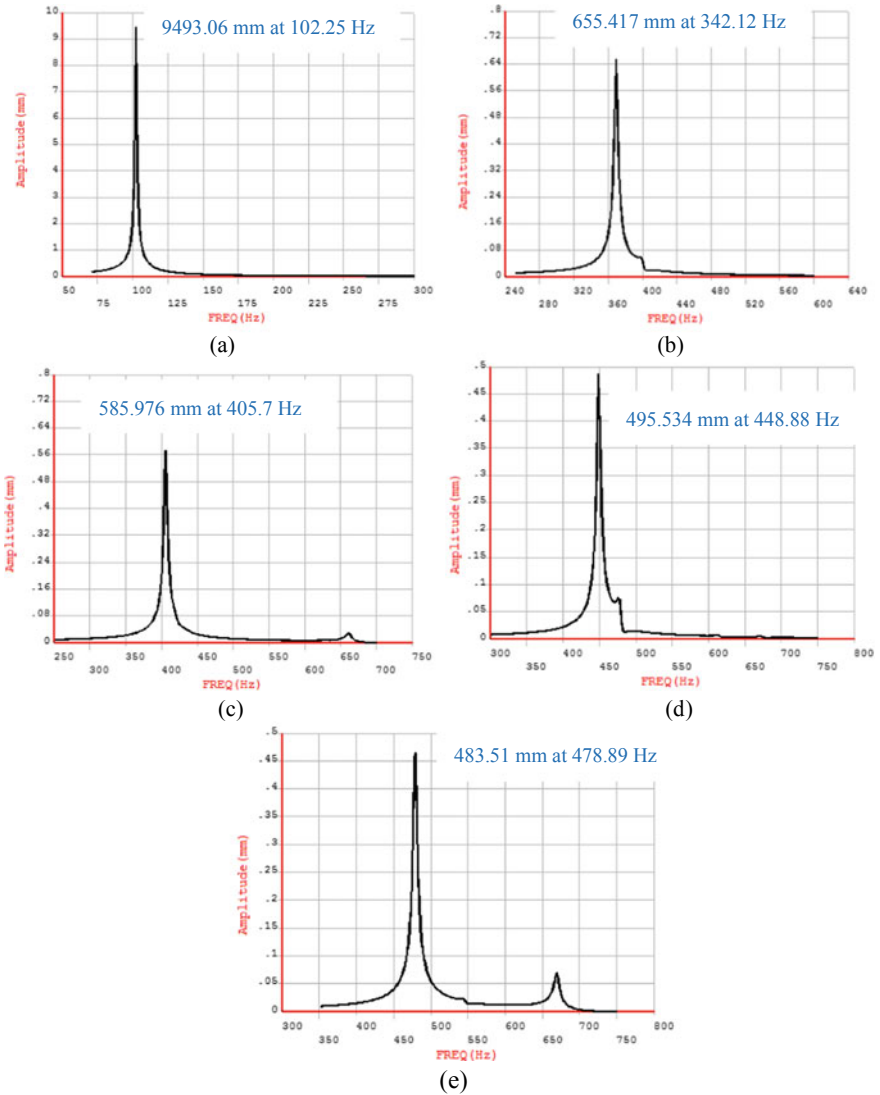 9493.06 mm at 102.25 Hz
10
9
8
7
6
5
4
3
2
1
0
Amplitude(mm)
50 100 150 200 250 300
75 125 175 225 275
FREQ(Hz)
(a)
655.417 mm at 342.12 Hz
.8
.72
.64
.56
.48
.4
.32
.24
.16
.08
0
Amplitude(mm)
240 320 400 480 560 640
280 360 440 520 600
FREQ(Hz)
(b)
585.976 mm at 405.7 Hz
.8
.72
.64
.56
.48
.4
.32
.24
.16
.08
0
Amplitude(mm)
250 350 450 550 650 750
300 400 500 600 700
FREQ(Hz)
(c)
495.534 mm at 448.88 Hz
.5
.45
.4
.35
.3
.25
.2
.15
.1
.05
0
Amplitude(mm)
300 400 500 600 700 800
350 450 550 650 750
FREQ(Hz)
(d)
483.51 mm at 478.89 Hz
.5
.45
.4
.35
.3
.25
.2
.15
.1
.05
0
Amplitude(mm)
300 400 500 600 700 800
350 450 550 650 750
FREQ(Hz)
(e)